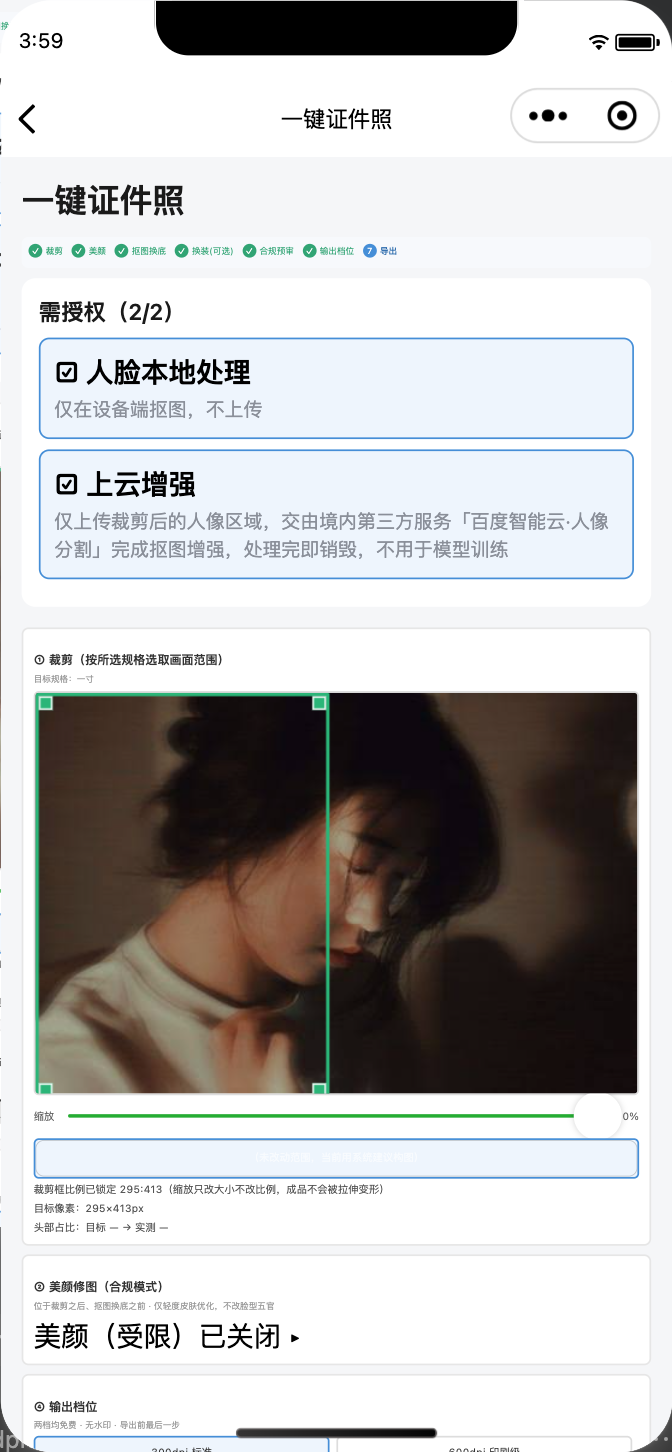 3:59
一键证件照
一键证件照
裁剪 美颜 抠图换底 换装(可选) 合规预审 输出档位 7 导出
需授权（2/2）
人脸本地处理
仅在设备端抠图，不上传
上云增强
仅上传裁剪后的人像区域，交由境内第三方服务「百度智能云·人像
分割」完成抠图增强，处理完即销毁，不用于模型训练
① 裁剪（按所选规格选取画面范围）
目标规格：一寸
缩放 0%
裁剪框比例已锁定 295:413（缩放只改大小不改比例，成品不会被拉伸变形）
目标像素：295×413px
头部占比：目标 — → 实测 —
② 美颜修图（合规模式）
位于裁剪之后、抠图换底之前 · 仅轻度皮肤优化，不改脸型五官
美颜（受限）已关闭 ▸
⑥ 输出档位
两档均免费 · 无水印 · 导出前最后一步
300dpi 标准 600dpi 印刷级